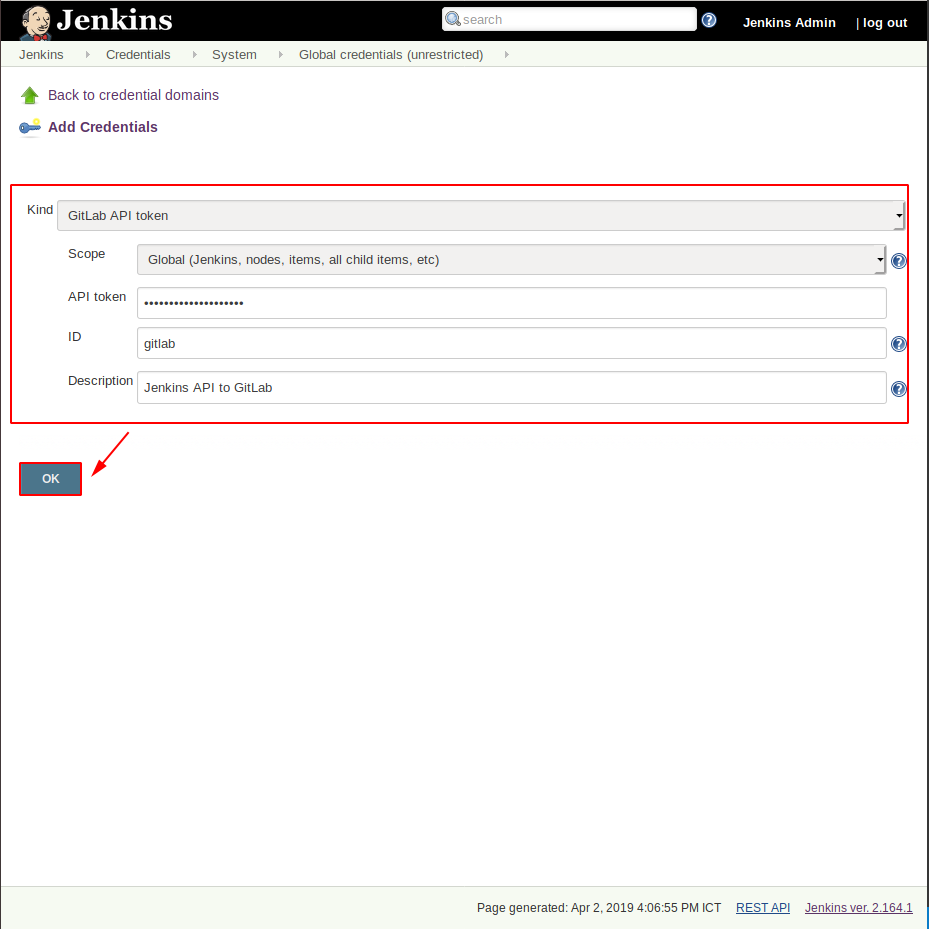 Jenkins
search
?
Jenkins Admin
| log out
Jenkins
Credentials
System
Global credentials (unrestricted)
Back to credential domains
Add Credentials
Kind
GitLab API token
Scope
Global (Jenkins, nodes, items, all child items, etc)
?
API token
••••••••••••••••••••
ID
gitlab
?
Description
Jenkins API to GitLab
?
OK
Page generated: Apr 2, 2019 4:06:55 PM ICT
REST API
Jenkins ver. 2.164.1